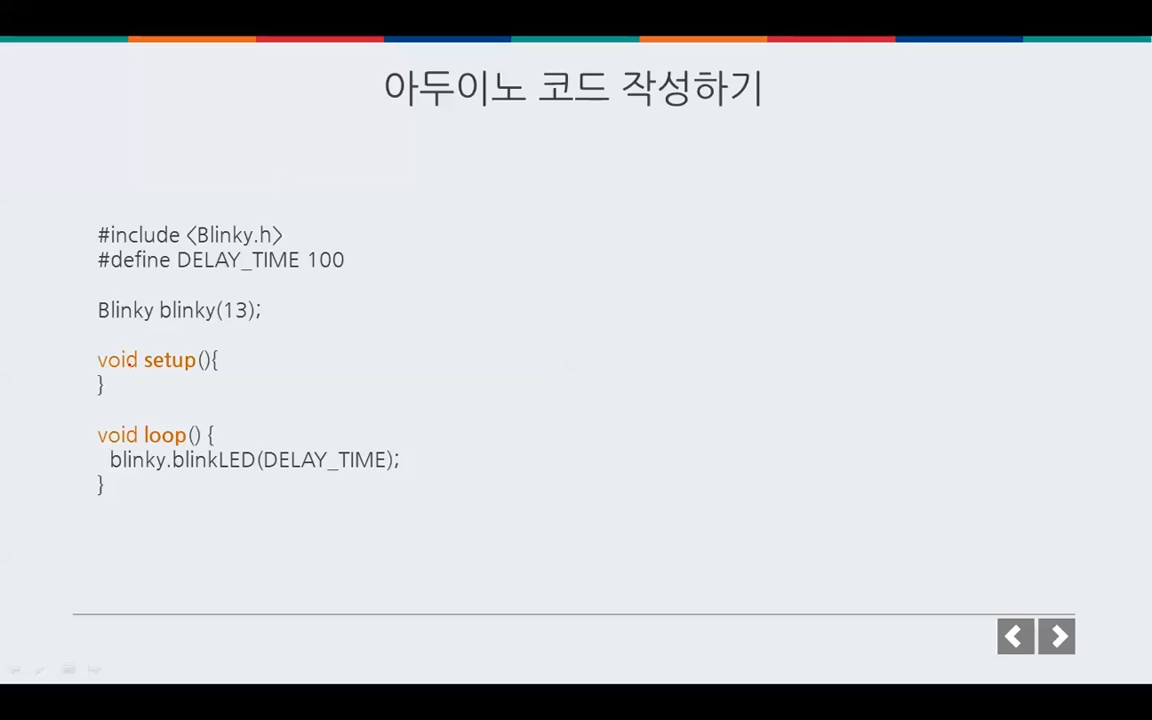 아두이노 코드 작성하기
#include <Blinky.h>
#define DELAY_TIME 100
Blinky blinky(13);
void setup(){
}
void loop() {
blinky.blinkLED(DELAY_TIME);
}